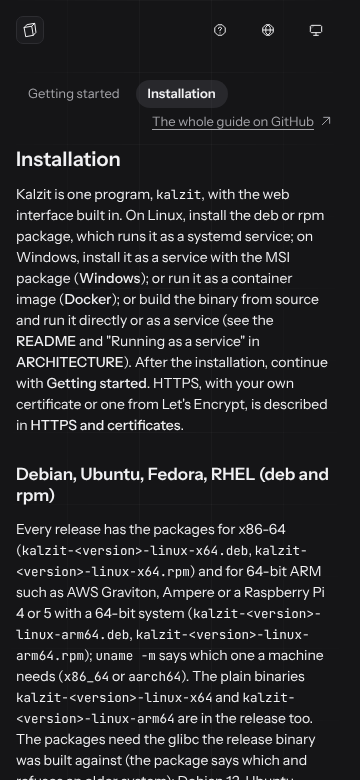 Getting started Installation
The whole guide on GitHub
Installation
Kalzit is one program, kalzit, with the web
interface built in. On Linux, install the deb or rpm
package, which runs it as a systemd service; on
Windows, install it as a service with the MSI
package (Windows); or run it as a container
image (Docker); or build the binary from source
and run it directly or as a service (see the
README and "Running as a service" in
ARCHITECTURE). After the installation, continue
with Getting started. HTTPS, with your own
certificate or one from Let's Encrypt, is described
in HTTPS and certificates.
Debian, Ubuntu, Fedora, RHEL (deb and
rpm)
Every release has the packages for x86-64
(kalzit-<version>-linux-x64.deb, kalzit-
<version>-linux-x64.rpm) and for 64-bit ARM
such as AWS Graviton, Ampere or a Raspberry Pi
4 or 5 with a 64-bit system (kalzit-<version>-
linux-arm64.deb, kalzit-<version>-linux-
arm64.rpm); uname -m says which one a machine
needs (x86_64 or aarch64). The plain binaries
kalzit-<version>-linux-x64 and kalzit-
<version>-linux-arm64 are in the release too.
The packages need the glibc the release binary
was built against (the package says which and
refuses an older system): Debian 12, Ubuntu